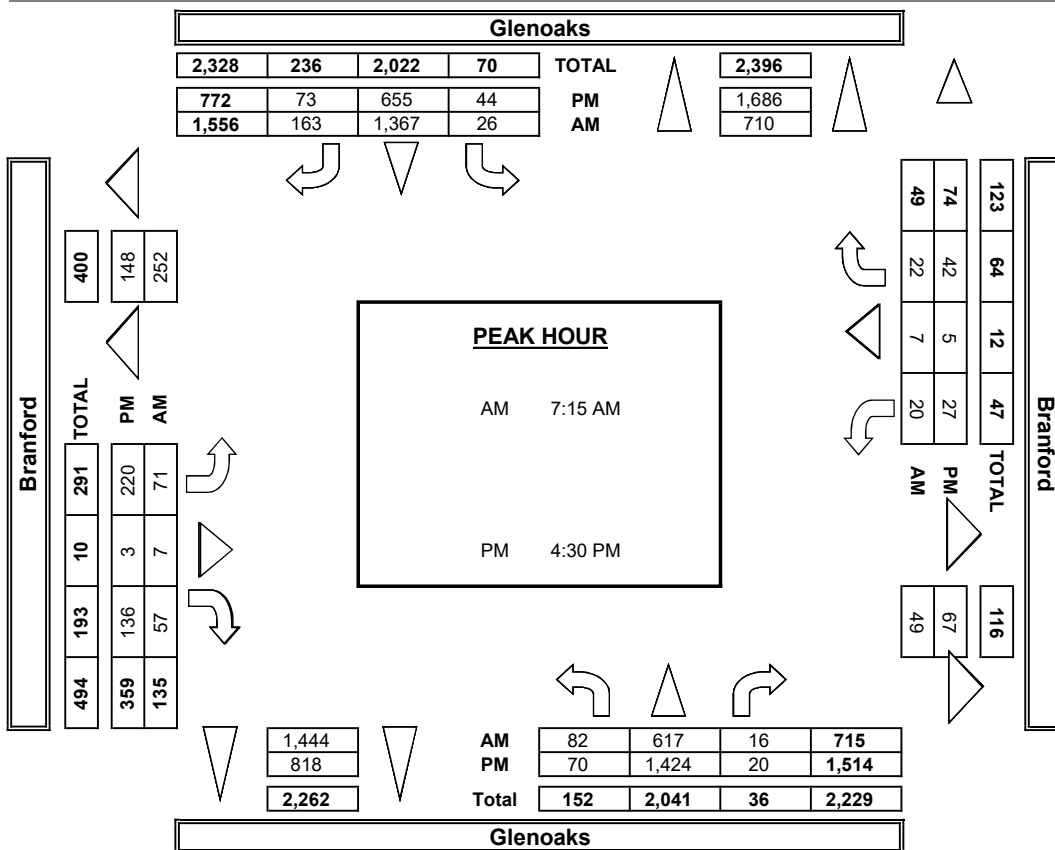 Glenoaks
2,328 236 2,022 70 TOTAL 2,396
772 73 655 44 PM 1,686
1,556 163 1,367 26 AM 710
Branford
400
148
252
TOTAL
PM
AM
291 10 193 494
220 3 136 359
71 7 57 135
PEAK HOUR
AM 7:15 AM
PM 4:30 PM
123 64 12 47 TOTAL
74 42 5 27 PM
49 22 7 20 AM
116
67
49
Branford
1,444 AM 82 617 16 715
818 PM 70 1,424 20 1,514
2,262 Total 152 2,041 36 2,229
Glenoaks